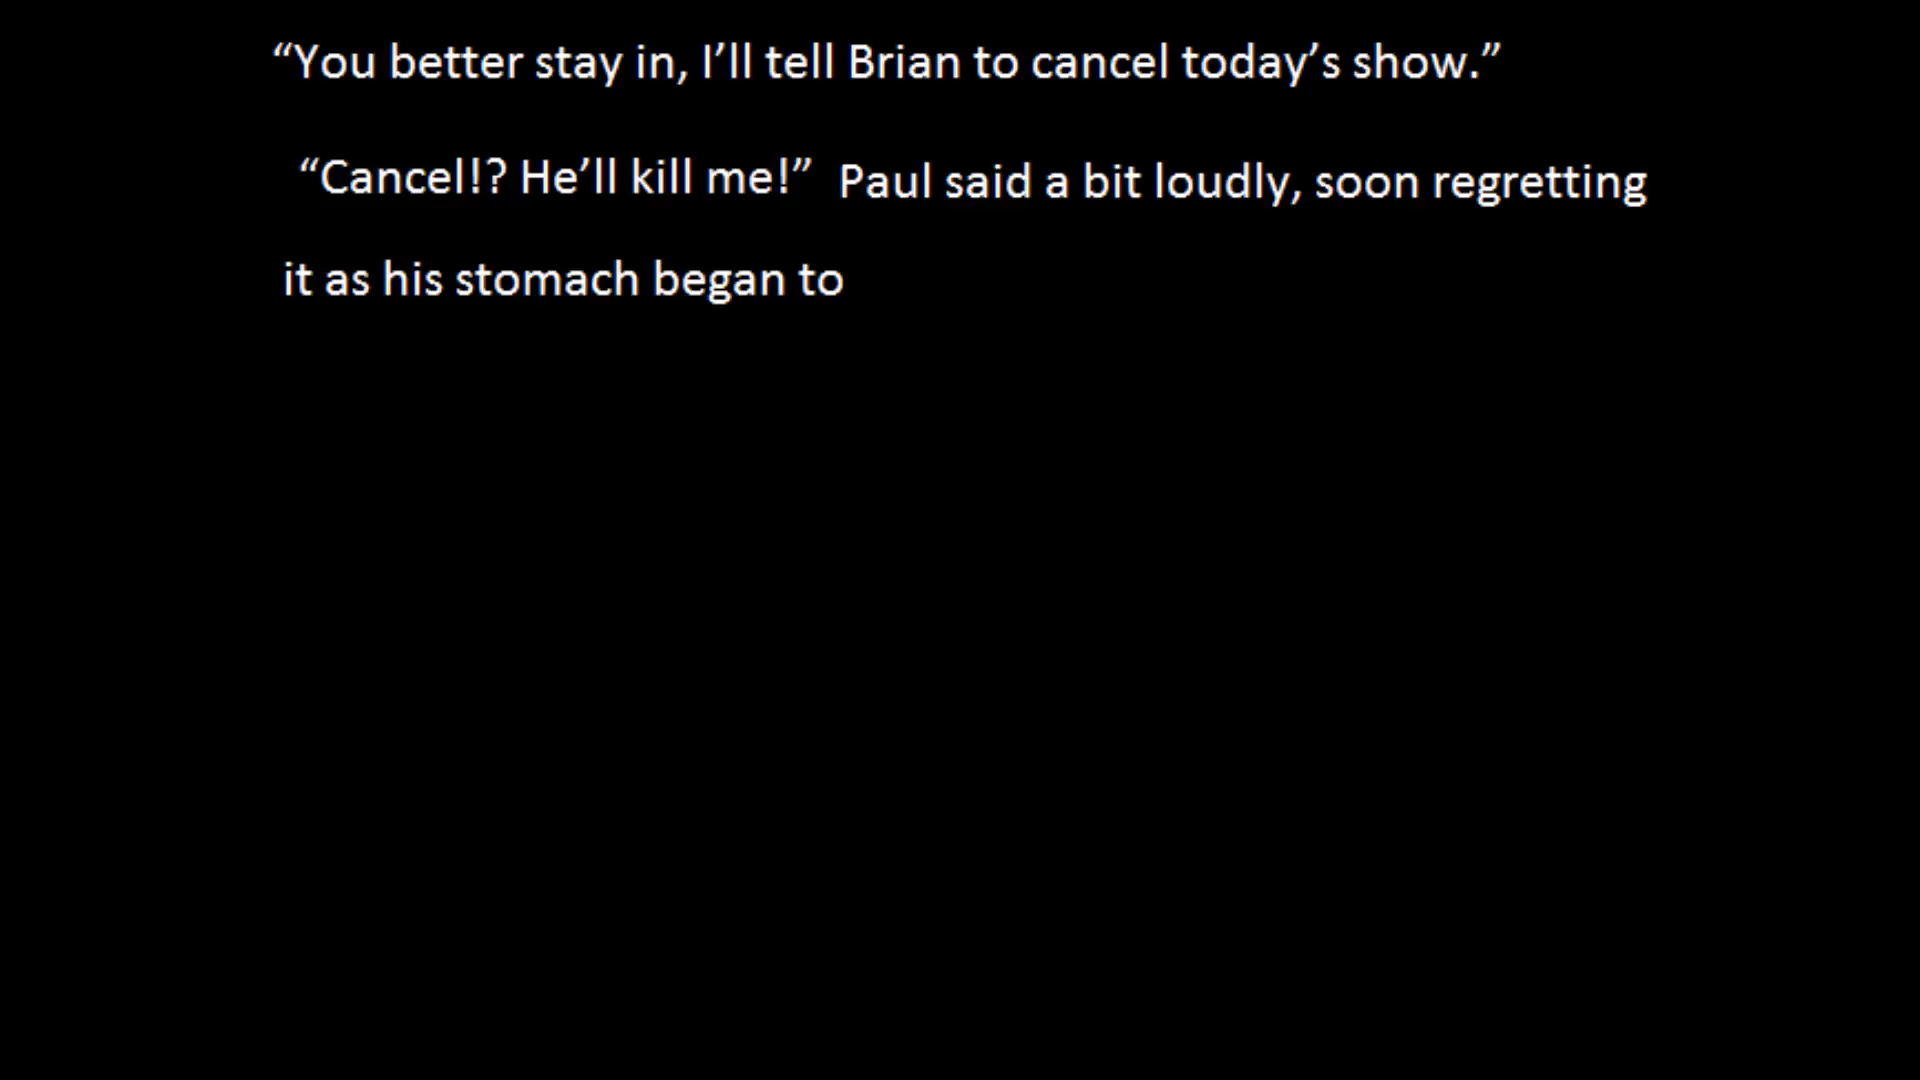 “You better stay in, I’ll tell Brian to cancel today’s show.”
“Cancel!? He’ll kill me!” Paul said a bit loudly, soon regretting
it as his stomach began to